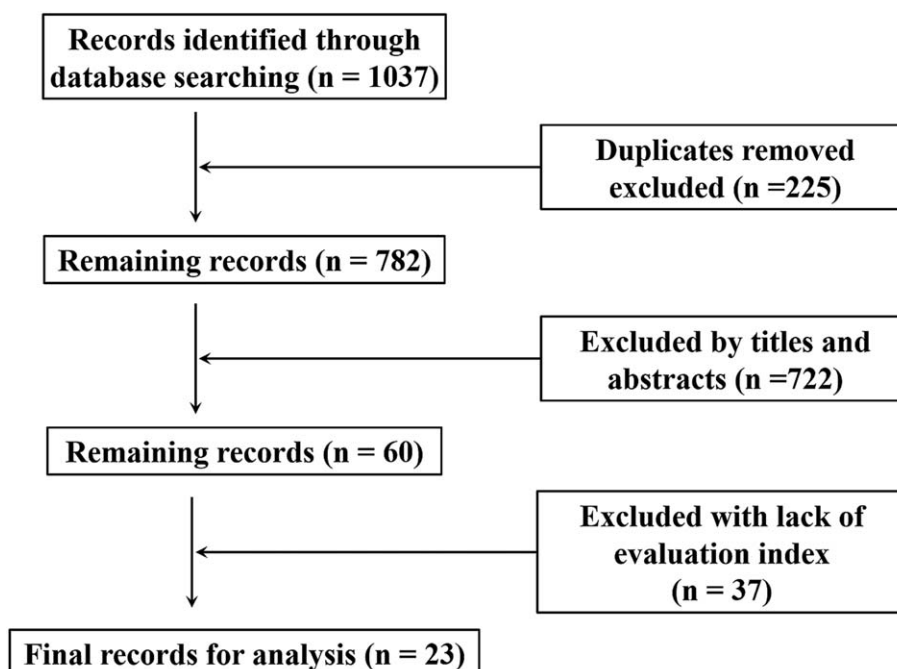 Records identified through
database searching (n = 1037)
Duplicates removed
excluded (n =225)
Remaining records (n = 782)
Excluded by titles and
abstracts (n =722)
Remaining records (n = 60)
Excluded with lack of
evaluation index
(n = 37)
Final records for analysis (n = 23)